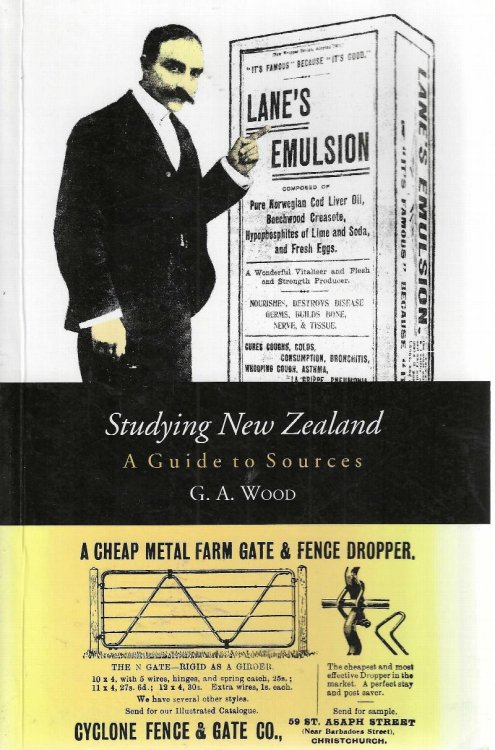 "IT'S FAMOUS" BECAUSE "IT'S GOOD."
LANE'S
EMULSION
COMPOSED OF
Pure Norwegian Cod Liver Oil,
Beechwood Creasote,
Hypophosphites of Lime and Soda,
and Fresh Eggs.
A Wonderful Vitaliser and Flesh
and Strength Producer.
NOURISHES, DESTROYS DISEASE
GERMS, BUILDS BONE,
NERVE, & TISSUE.
CURES COUGHS, COLDS,
CONSUMPTION, BRONCHITIS,
WHOOPING COUGH, ASTHMA,
LA GRIPPE, PNEUMONIA
LANE'S EMULSION.
"IT'S FAMOUS" BECAUSE "IT'S
Studying New Zealand
A Guide to Sources
G. A. WOOD
A CHEAP METAL FARM GATE & FENCE DROPPER.
THE N GATE—RIGID AS A GIRDER.
10 x 4, with 5 wires, hinges, and spring catch, 25s.;
11 x 4, 27s. 6d.; 12 x 4, 30s. Extra wires, 1s. each.
We have several other styles.
Send for our Illustrated Catalogue.
The cheapest and most
effective Dropper in the
market. A perfect stay
and post saver.
Send for sample.
CYCLONE FENCE & GATE CO.,
59 ST. ASAPH STREET
(Near Barbadoes Street)
CHRISTCHURCH.